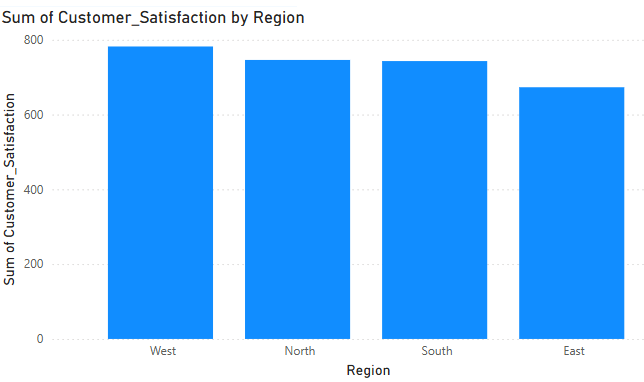 Sum of Customer_Satisfaction by Region
Sum of Customer_Satisfaction
800
600
400
200
0
West North South East
Region